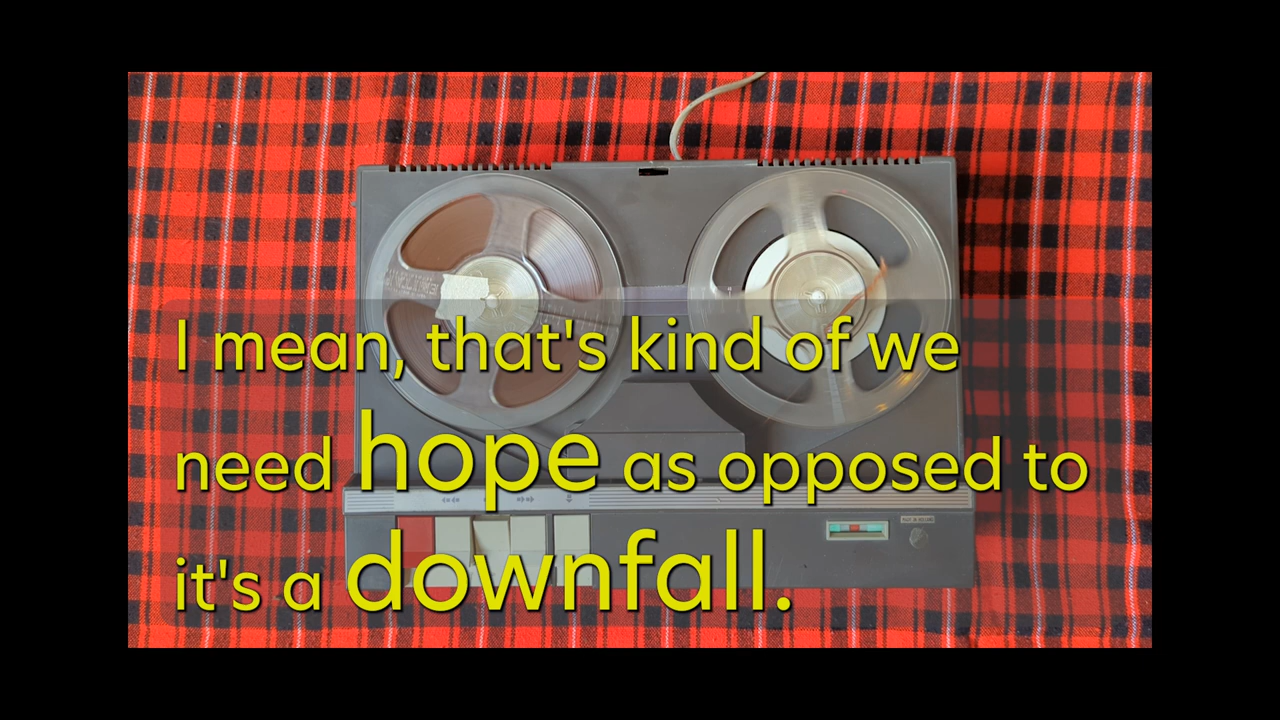 I mean, that's kind of we
need hope as opposed to
it's a downfall.